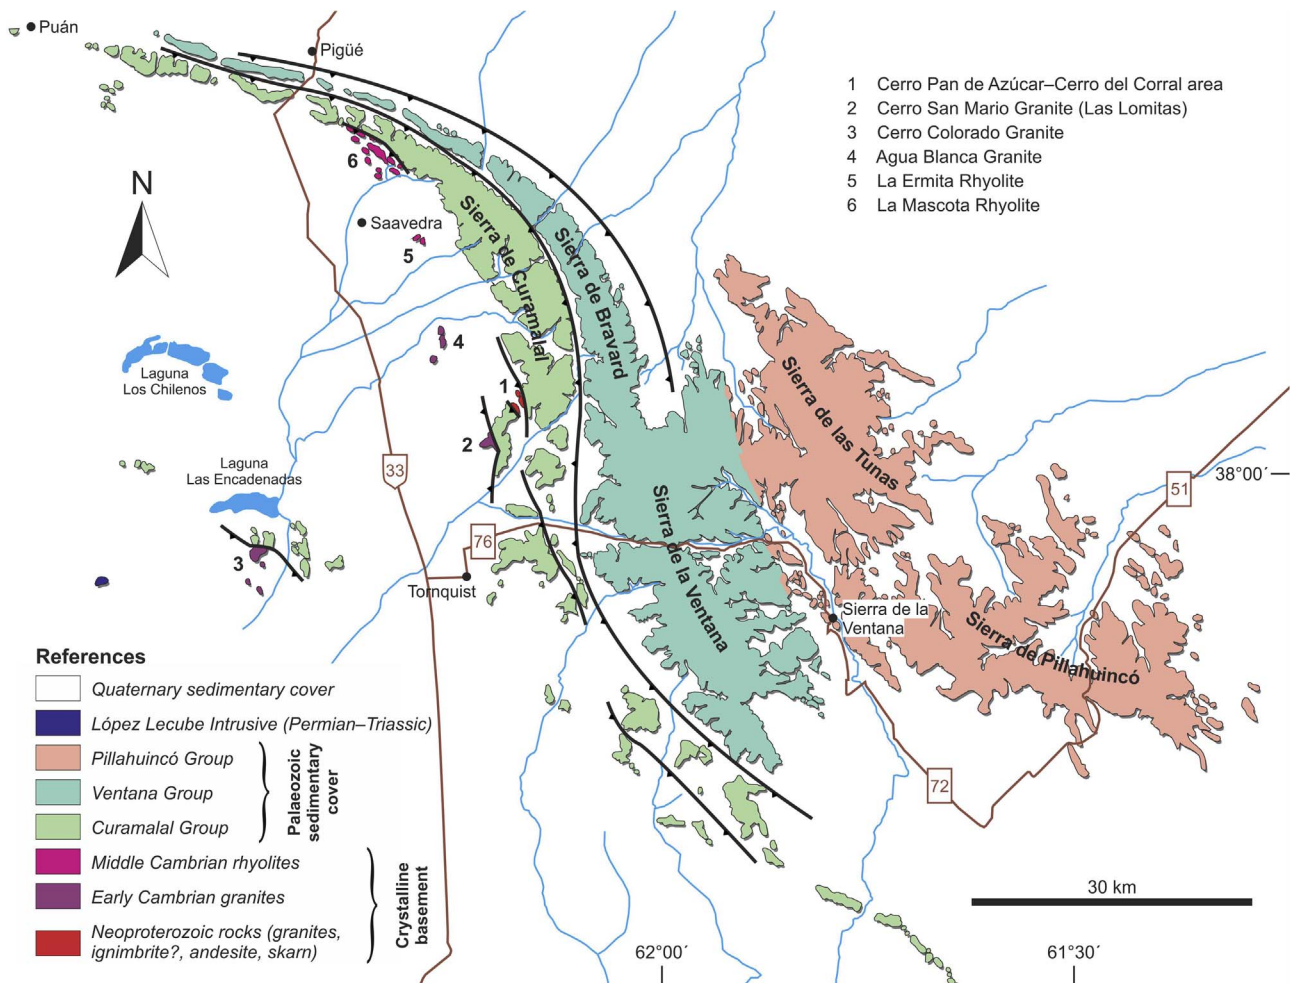 Puán
Pigüé
1 Cerro Pan de Azúcar–Cerro del Corral area
2 Cerro San Mario Granite (Las Lomitas)
3 Cerro Colorado Granite
4 Agua Blanca Granite
5 La Ermita Rhyolite
6 La Mascota Rhyolite
6
N
Saavedra
5
Sierra de Curamalal
Sierra de Bravard
4
Laguna
Los Chilenos
1
2
Sierra de las Tunas
Laguna
Las Encadenadas
33
38°00´
51
Sierra de la Ventana
76
3
Tornquist
Sierra de la
Ventana
Sierra de Pillahuincó
72
References
Quaternary sedimentary cover
López Lecube Intrusive (Permian–Triassic)
Pillahuincó Group
Ventana Group
Curamalal Group
Palaeozoic
sedimentary
cover
Middle Cambrian rhyolites
Early Cambrian granites
Neoproterozoic rocks (granites,
ignimbrite?, andesite, skarn)
Crystalline
basement
30 km
62°00´
61°30´